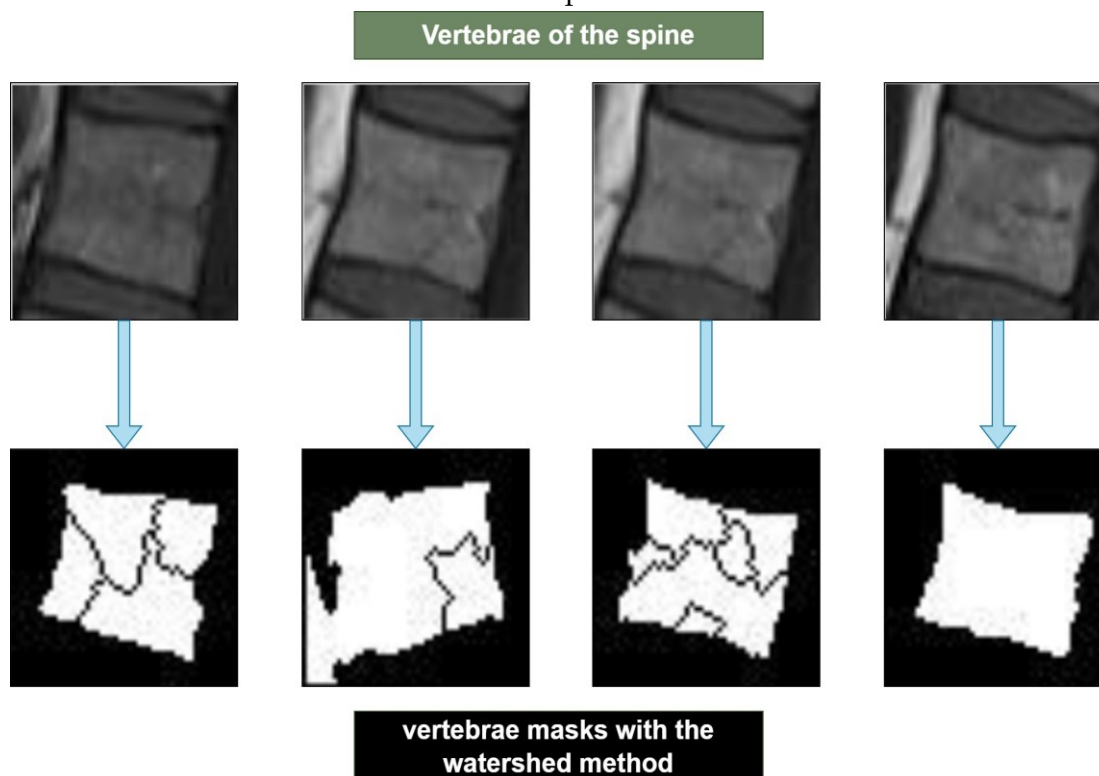 Vertebrae of the spine
vertebrae masks with the
watershed method